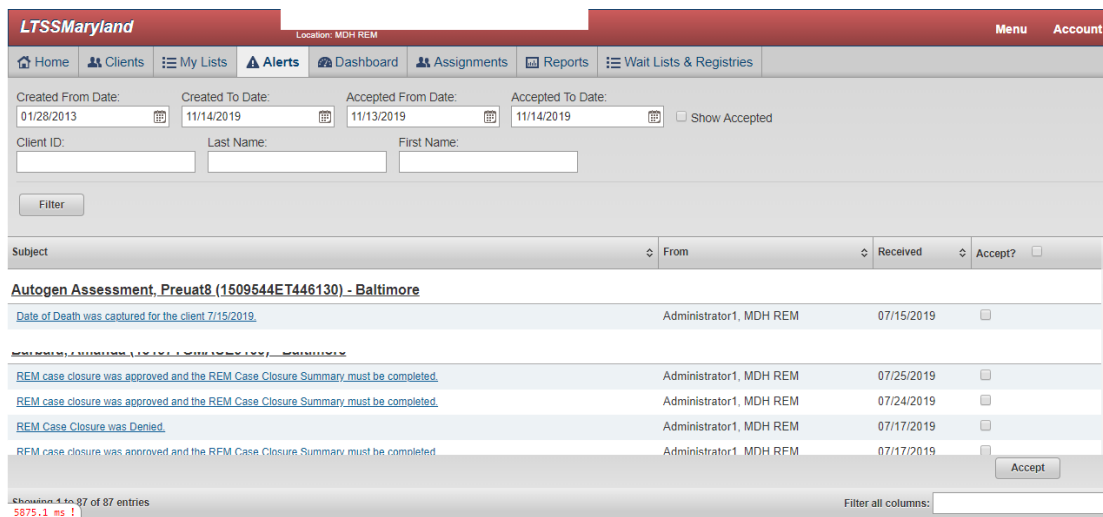 LTSSMaryland
Location: MDH REM
Menu Account
Home Clients My Lists Alerts Dashboard Assignments Reports Wait Lists & Registries
Created From Date: Created To Date: Accepted From Date: Accepted To Date:
01/28/2013 11/14/2019 11/13/2019 11/14/2019 Show Accepted
Client ID: Last Name: First Name:
Filter
Subject From Received Accept?
Autogen Assessment, Preuat8 (1509544ET446130) - Baltimore
Date of Death was captured for the client 7/15/2019. Administrator1, MDH REM 07/15/2019
REM case closure was approved and the REM Case Closure Summary must be completed. Administrator1, MDH REM 07/25/2019
REM case closure was approved and the REM Case Closure Summary must be completed. Administrator1, MDH REM 07/24/2019
REM Case Closure was Denied. Administrator1, MDH REM 07/17/2019
REM case closure was approved and the REM Case Closure Summary must be completed Administrator1, MDH REM 07/17/2019
Accept
Showing 1 to 87 of 87 entries Filter all columns:
5875.1 ms !